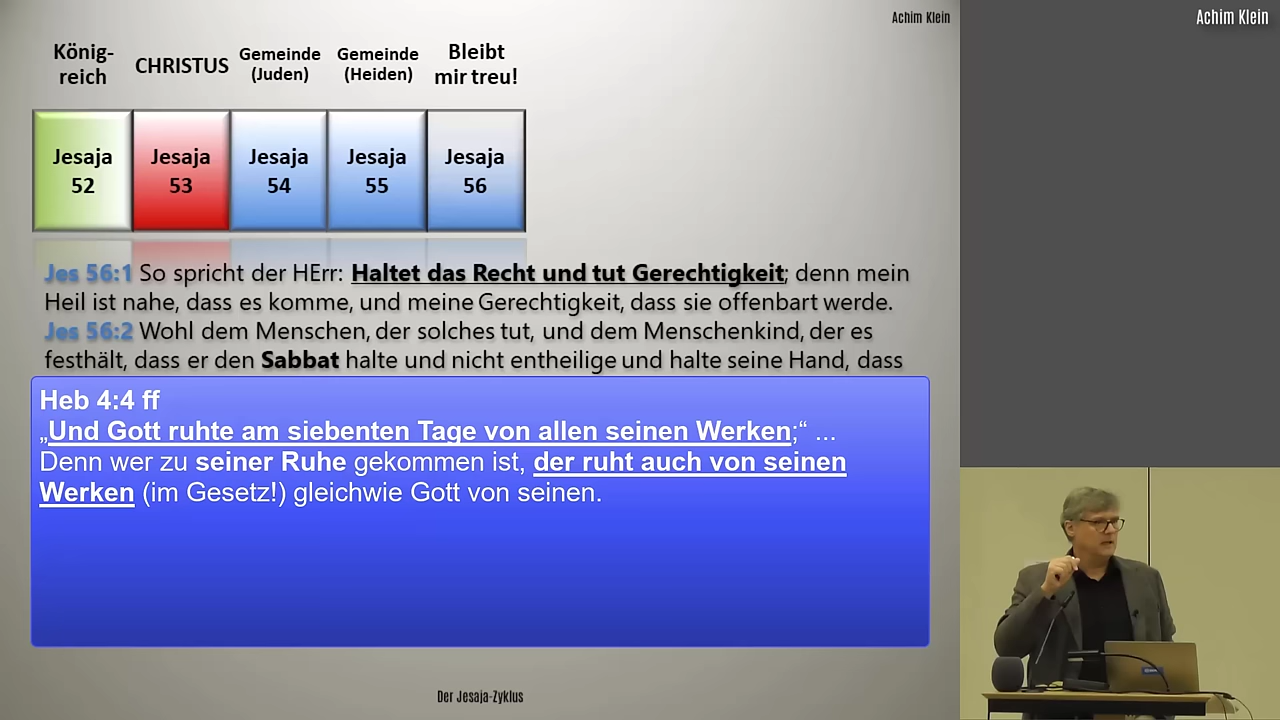 Achim Klein
Achim Klein
König-
reich
CHRISTUS
Gemeinde
(Juden)
Gemeinde
(Heiden)
Bleibt
mir treu!
Jesaja
52
Jesaja
53
Jesaja
54
Jesaja
55
Jesaja
56
Jes 56:1 So spricht der HErr: Haltet das Recht und tut Gerechtigkeit; denn mein
Heil ist nahe, dass es komme, und meine Gerechtigkeit, dass sie offenbart werde.
Jes 56:2 Wohl dem Menschen, der solches tut, und dem Menschenkind, der es
festhält, dass er den Sabbat halte und nicht entheilige und halte seine Hand, dass
Heb 4:4 ff
„Und Gott ruhte am siebenten Tage von allen seinen Werken;“ ...
Denn wer zu seiner Ruhe gekommen ist, der ruht auch von seinen
Werken (im Gesetz!) gleichwie Gott von seinen.
Der Jesaja-Zyklus